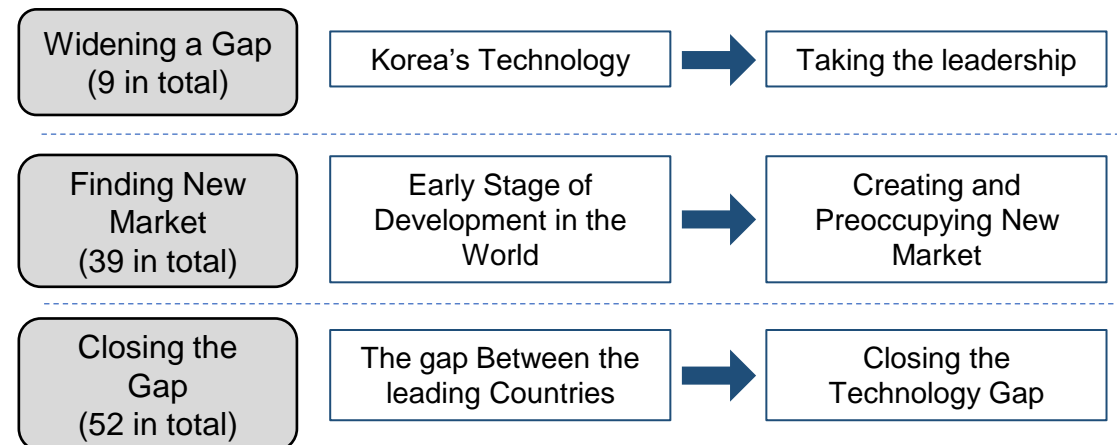 Widening a Gap
(9 in total)
Korea's Technology
Taking the leadership
Finding New
Market
(39 in total)
Early Stage of
Development in the
World
Creating and
Preoccupying New
Market
Closing the
Gap
(52 in total)
The gap Between the
leading Countries
Closing the
Technology Gap